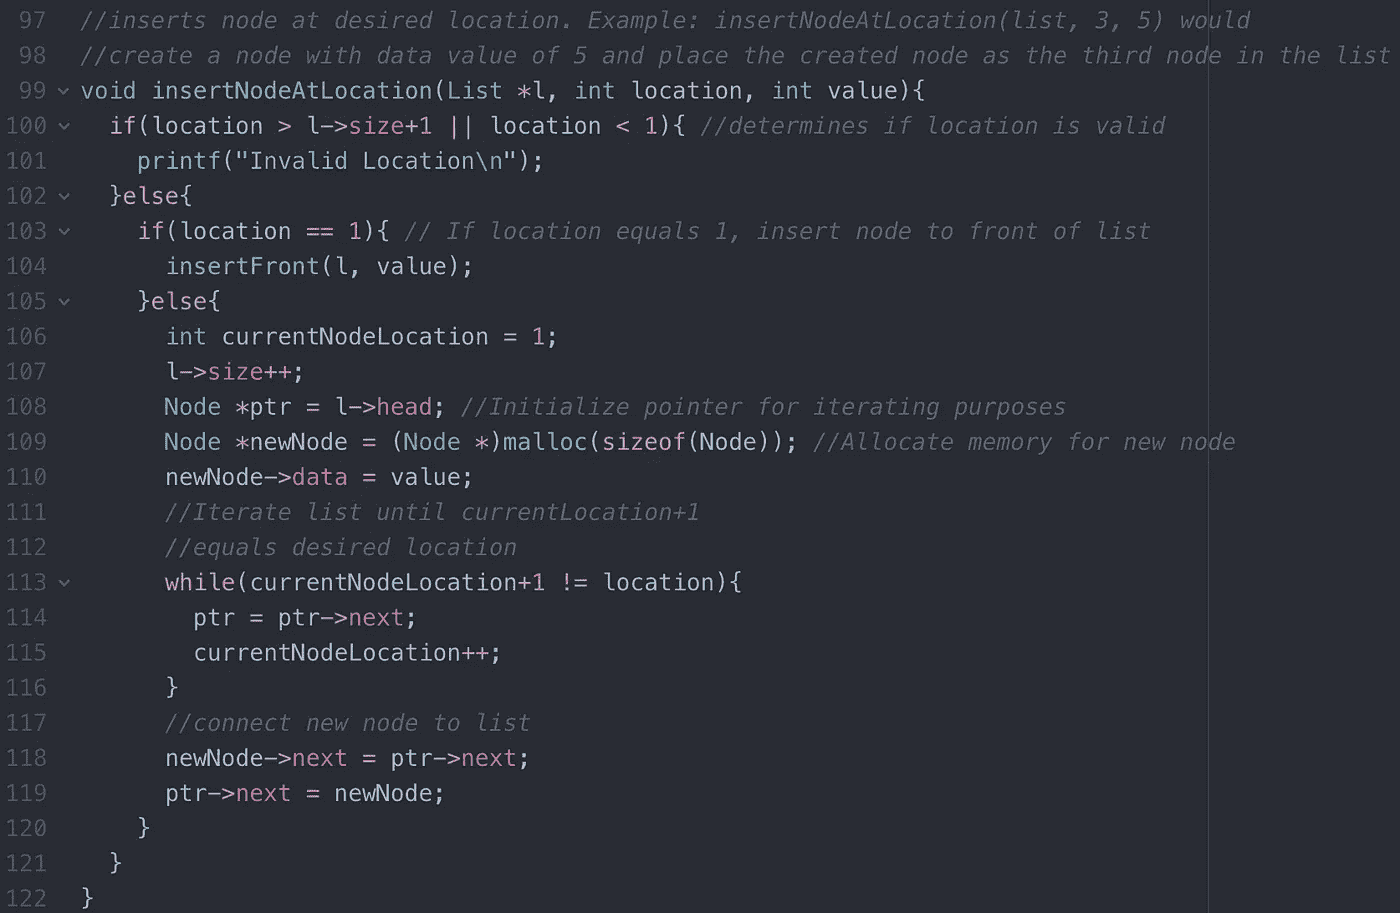 97 //inserts node at desired location. Example: insertNodeAtLocation(list, 3, 5) would
98 //create a node with data value of 5 and place the created node as the third node in the list
99 void insertNodeAtLocation(List *l, int location, int value){
100 if(location > l->size+1 || location < 1){ //determines if location is valid
101 printf("Invalid Location\n");
102 }else{
103 if(location == 1){ // If location equals 1, insert node to front of list
104 insertFront(l, value);
105 }else{
106 int currentNodeLocation = 1;
107 l->size++;
108 Node *ptr = l->head; //Initialize pointer for iterating purposes
109 Node *newNode = (Node *)malloc(sizeof(Node)); //Allocate memory for new node
110 newNode->data = value;
111 //Iterate list until currentLocation+1
112 //equals desired location
113 while(currentNodeLocation+1 != location){
114 ptr = ptr->next;
115 currentNodeLocation++;
116 }
117 //connect new node to list
118 newNode->next = ptr->next;
119 ptr->next = newNode;
120 }
121 }
122 }